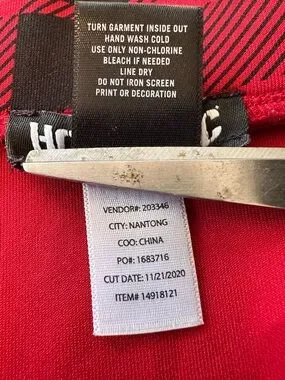 TURN GARMENT INSIDE OUT
HAND WASH COLD
USE ONLY NON-CHLORINE
BLEACH IF NEEDED
LINE DRY
DO NOT IRON SCREEN
PRINT OR DECORATION
VENDOR#: 203346
CITY: NANTONG
COO: CHINA
PO#: 1683716
CUT DATE: 11/21/2020
ITEM#: 14918121